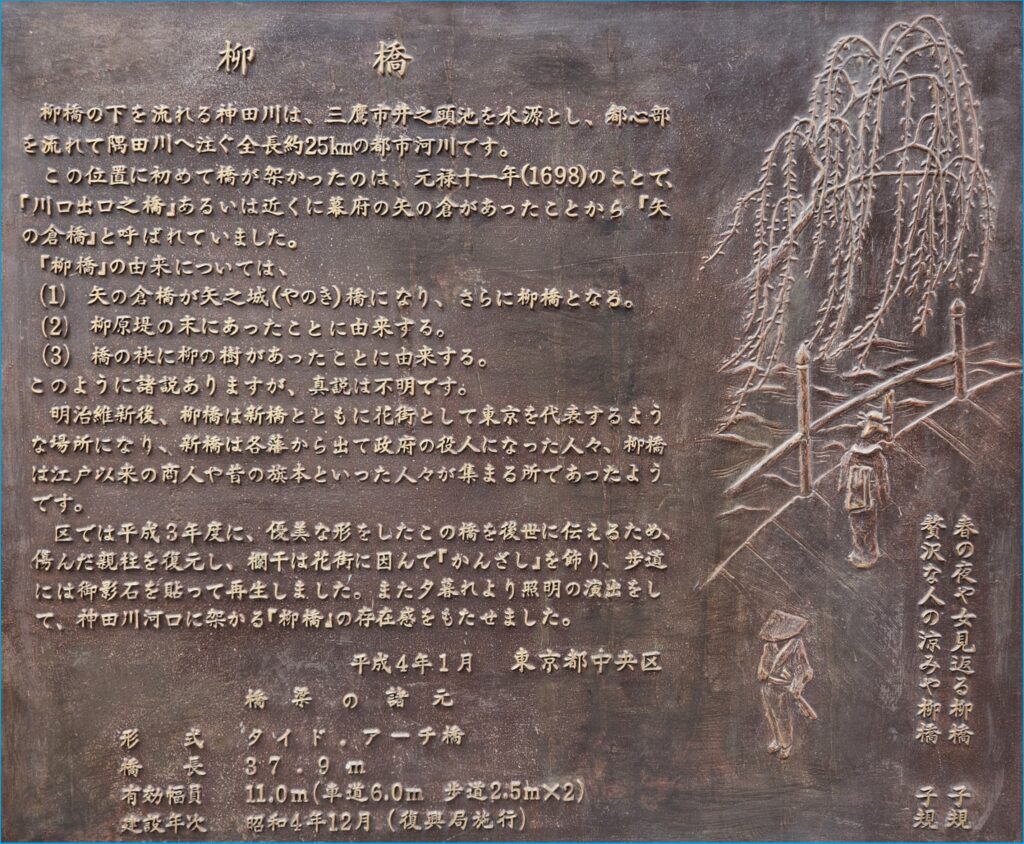 柳橋
柳橋の下を流れる神田川は、三鷹市井之頭池を水源とし、都心部
を流れて隅田川へ注ぐ全長約25kmの都市河川です。
この位置に初めて橋が架かったのは、元禄十一年(1698)のことで、
『川口出口之橋』あるいは近くに幕府の矢の倉があったことから『矢
の倉橋』と呼ばれていました。
『柳橋』の由来については、
(1) 矢の倉橋が矢之城(やのき)橋になり、さらに柳橋となる。
(2) 柳原堤の末にあったことに由来する。
(3) 橋の袂に柳の樹があったことに由来する。
このように諸説ありますが、真説は不明です。
明治維新後、柳橋は新橋とともに花街として東京を代表するよう
な場所になり、新橋は各藩から出て政府の役人になった人々、柳橋
は江戸以来の商人や昔の旗本といった人々が集まる所であったよう
です。
区では平成3年度に、優美な形をしたこの橋を後世に伝えるため、
傷んだ親柱を復元し、欄干は花街に因んで『かんざし』を飾り、歩道
には御影石を貼って再生しました。また夕暮れより照明の演出をし
て、神田川河口に架かる『柳橋』の存在感をもたせました。
平成4年1月 東京都中央区
橋梁の諸元
形式 タイド.アーチ橋
橋長 37.9m
有効幅員 11.0m(車道6.0m 歩道2.5m×2)
建設年次 昭和4年12月(復興局施行)
春の夜や女見返る柳橋 子規
贅沢な人の涼みや柳橋 子規